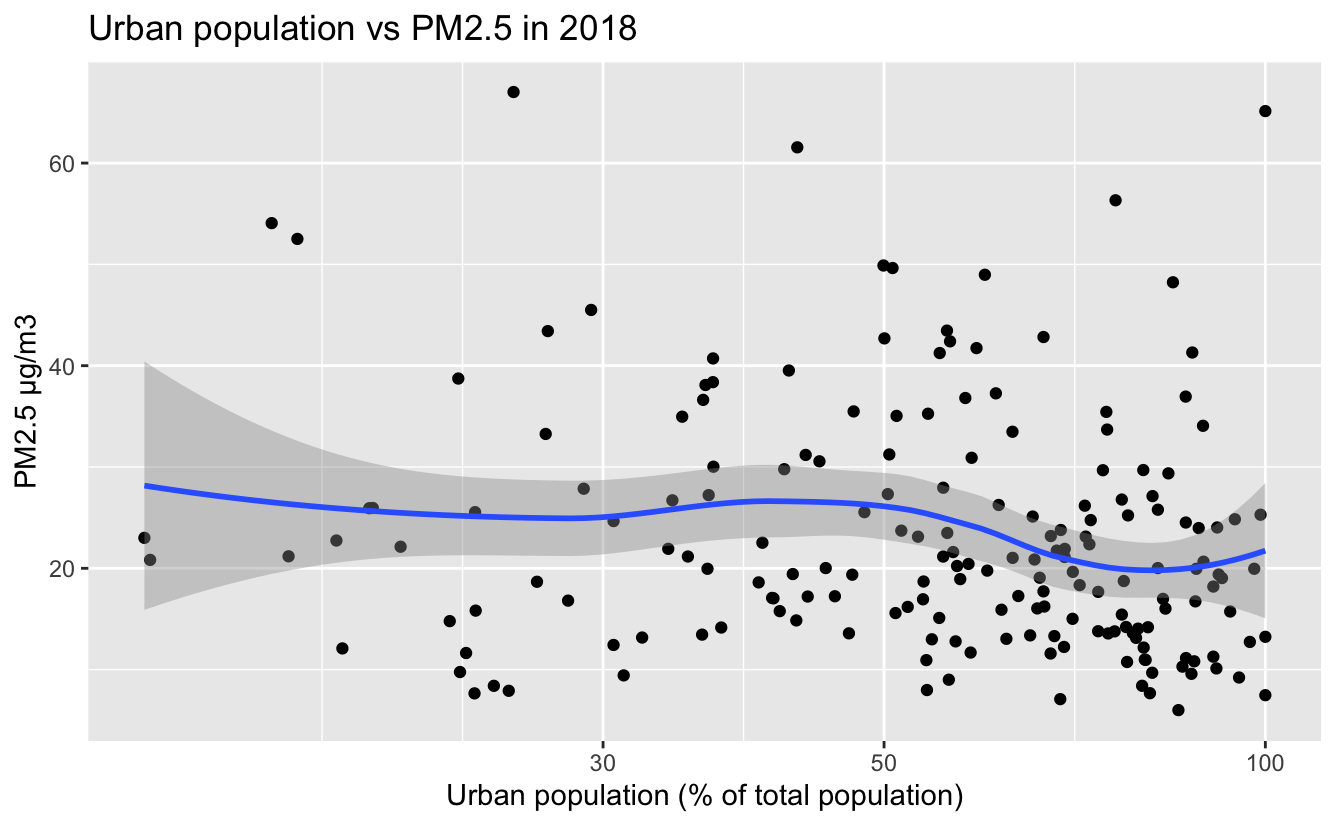 Urban population vs PM2.5 in 2018
PM2.5 µg/m3
60
40
20
30 50 100
Urban population (% of total population)